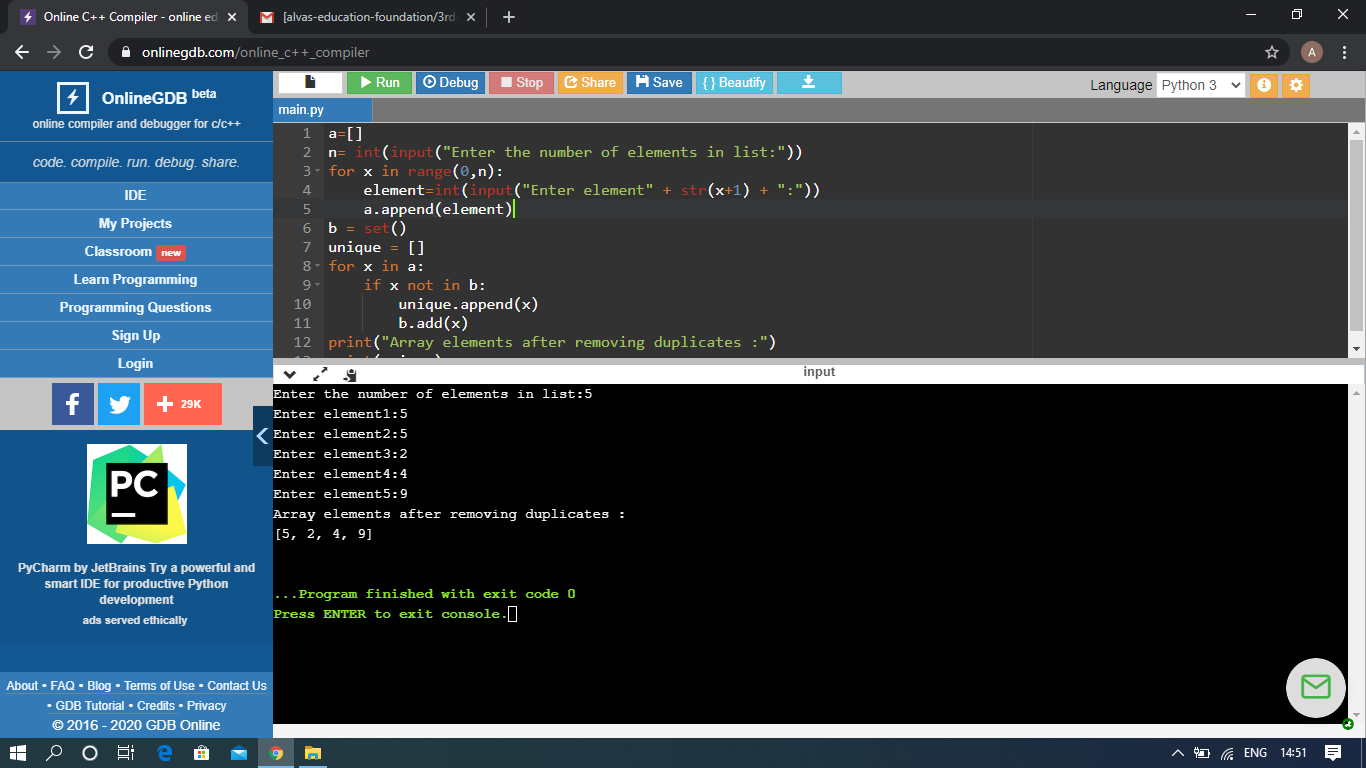 Online C++ Compiler - online ed
[alvas-education-foundation/3rd-
onlinegdb.com/online_c++_compiler
A
OnlineGDB beta
online compiler and debugger for c/c++
code. compile. run. debug. share.
IDE
My Projects
Classroom new
Learn Programming
Programming Questions
Sign Up
Login
f
+ 29K
PC
PyCharm by JetBrains Try a powerful and
smart IDE for productive Python
development
ads served ethically
About • FAQ • Blog • Terms of Use • Contact Us
• GDB Tutorial • Credits • Privacy
© 2016 - 2020 GDB Online
Run Debug Stop Share Save { } Beautify
Language Python 3
main.py
1 a=[]
2 n= int(input("Enter the number of elements in list:"))
3 for x in range(0,n):
4 element=int(input("Enter element" + str(x+1) + ":"))
5 a.append(element)
6 b = set()
7 unique = []
8 for x in a:
9 if x not in b:
10 unique.append(x)
11 b.add(x)
12 print("Array elements after removing duplicates :")
input
Enter the number of elements in list:5
Enter element1:5
Enter element2:5
Enter element3:2
Enter element4:4
Enter element5:9
Array elements after removing duplicates :
[5, 2, 4, 9]
...Program finished with exit code 0
Press ENTER to exit console.
ENG 14:51